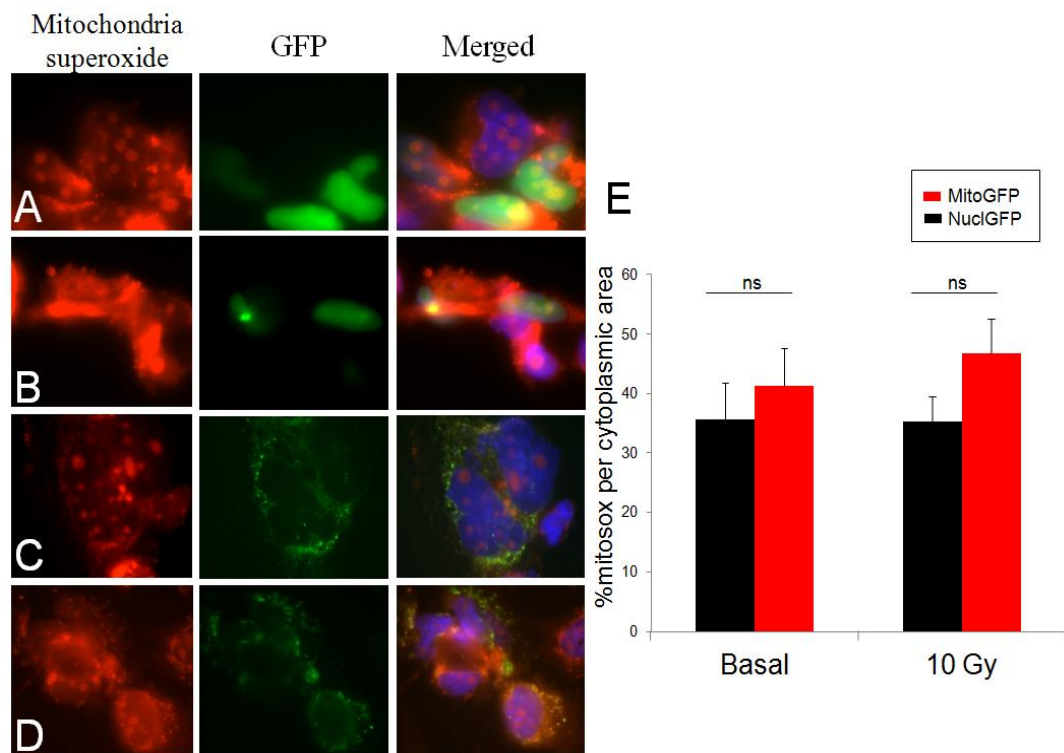 Mitochondria
superoxide
GFP
Merged
A
B
C
D
E
MitoGFP
NuclGFP
%mitosox per cytoplasmic area
60
50
40
30
20
10
0
ns
ns
Basal
10 Gy